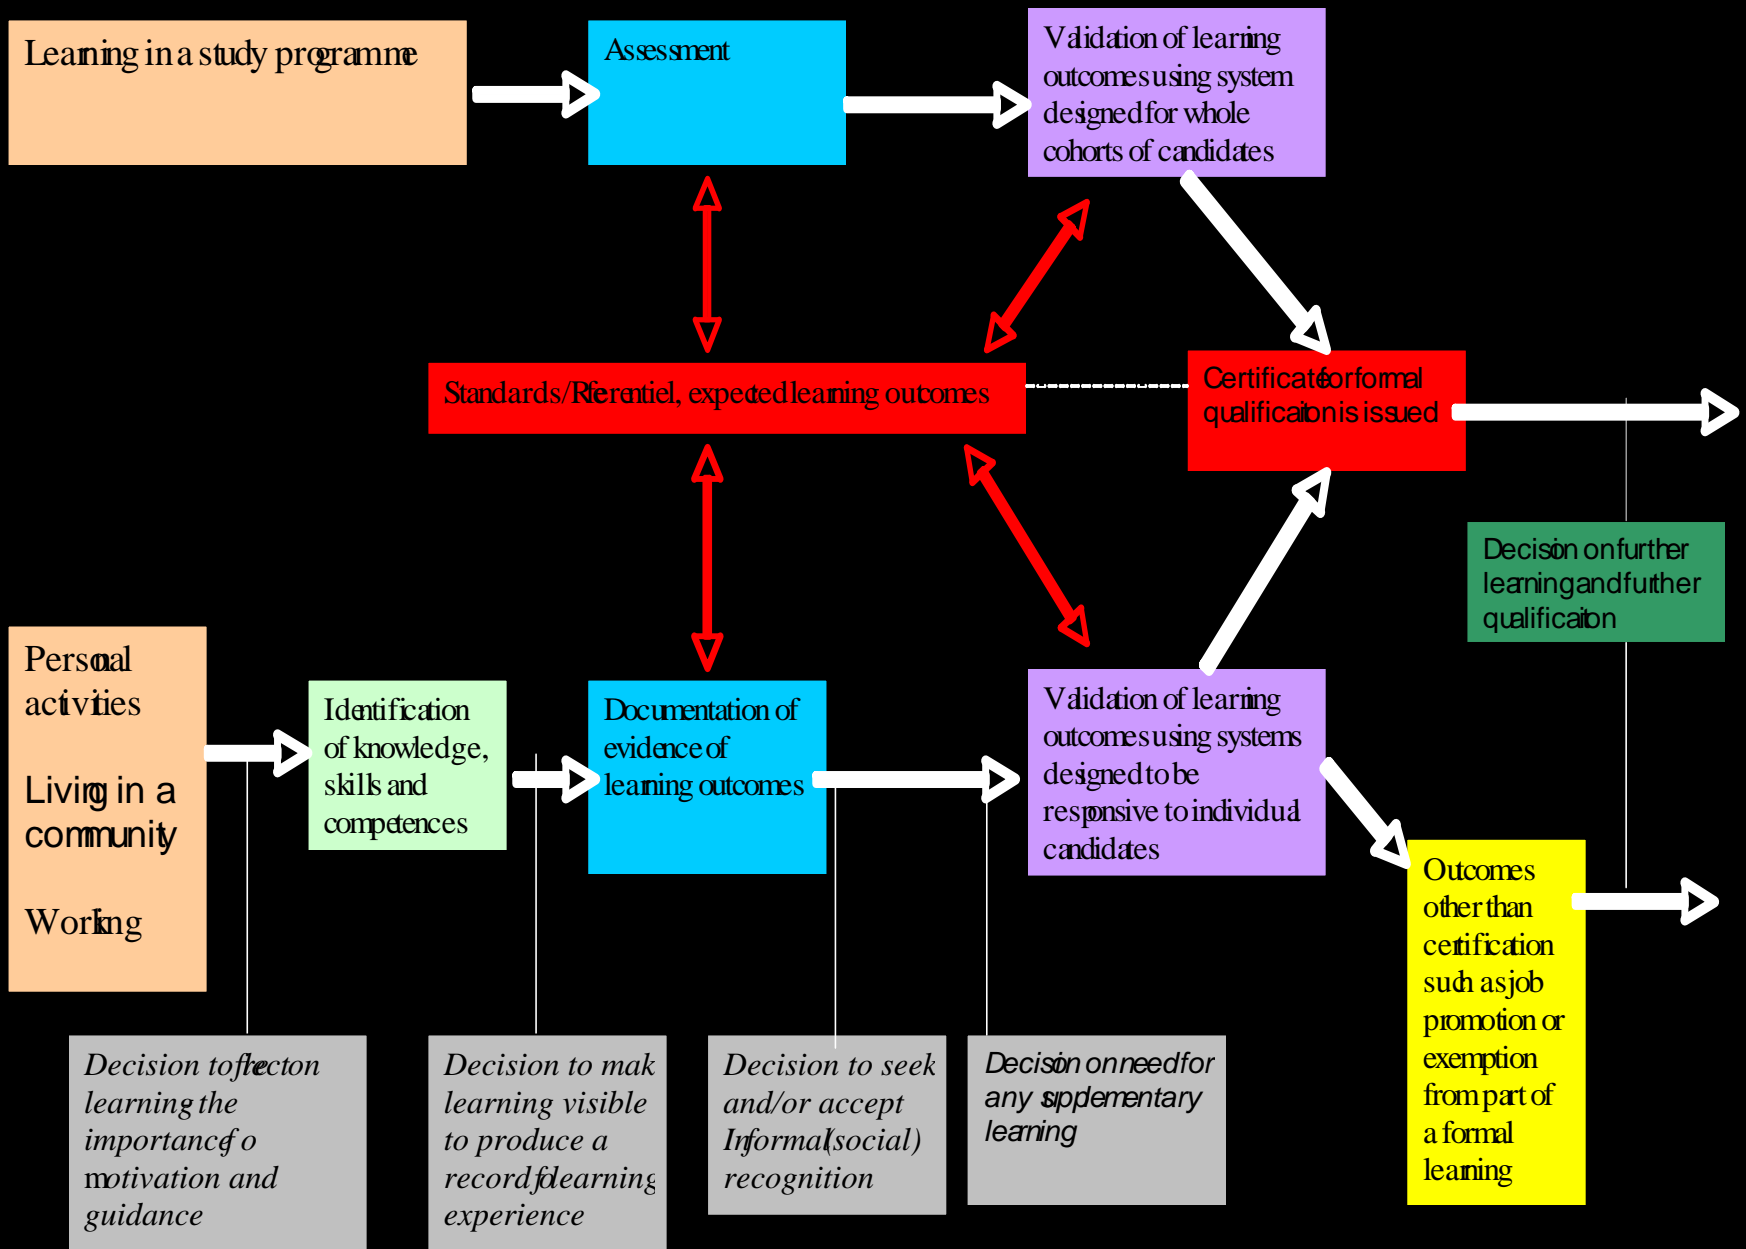 Learning in a study programme
Assessment
Validation of learning
outcomes using system
designed for whole
cohorts of candidates
Standards/Référentiel, expected learning outcomes
Certificate for formal
qualification is issued
Decision on further
learning and further
qualification
Personal
activities
Living in a
community
Working
Identification
of knowledge,
skills and
competences
Documentation of
evidence of
learning outcomes
Validation of learning
outcomes using systems
designed to be
responsive to individual
candidates
Outcomes
other than
certification
such as job
promotion or
exemption
from part of
a formal
learning
Decision to reflect on
learning - the
importance of
motivation and
guidance
Decision to mak
learning visible
to produce a
record of learning
experience
Decision to seek
and/or accept
Informal (social)
recognition
Decision on need for
any supplementary
learning